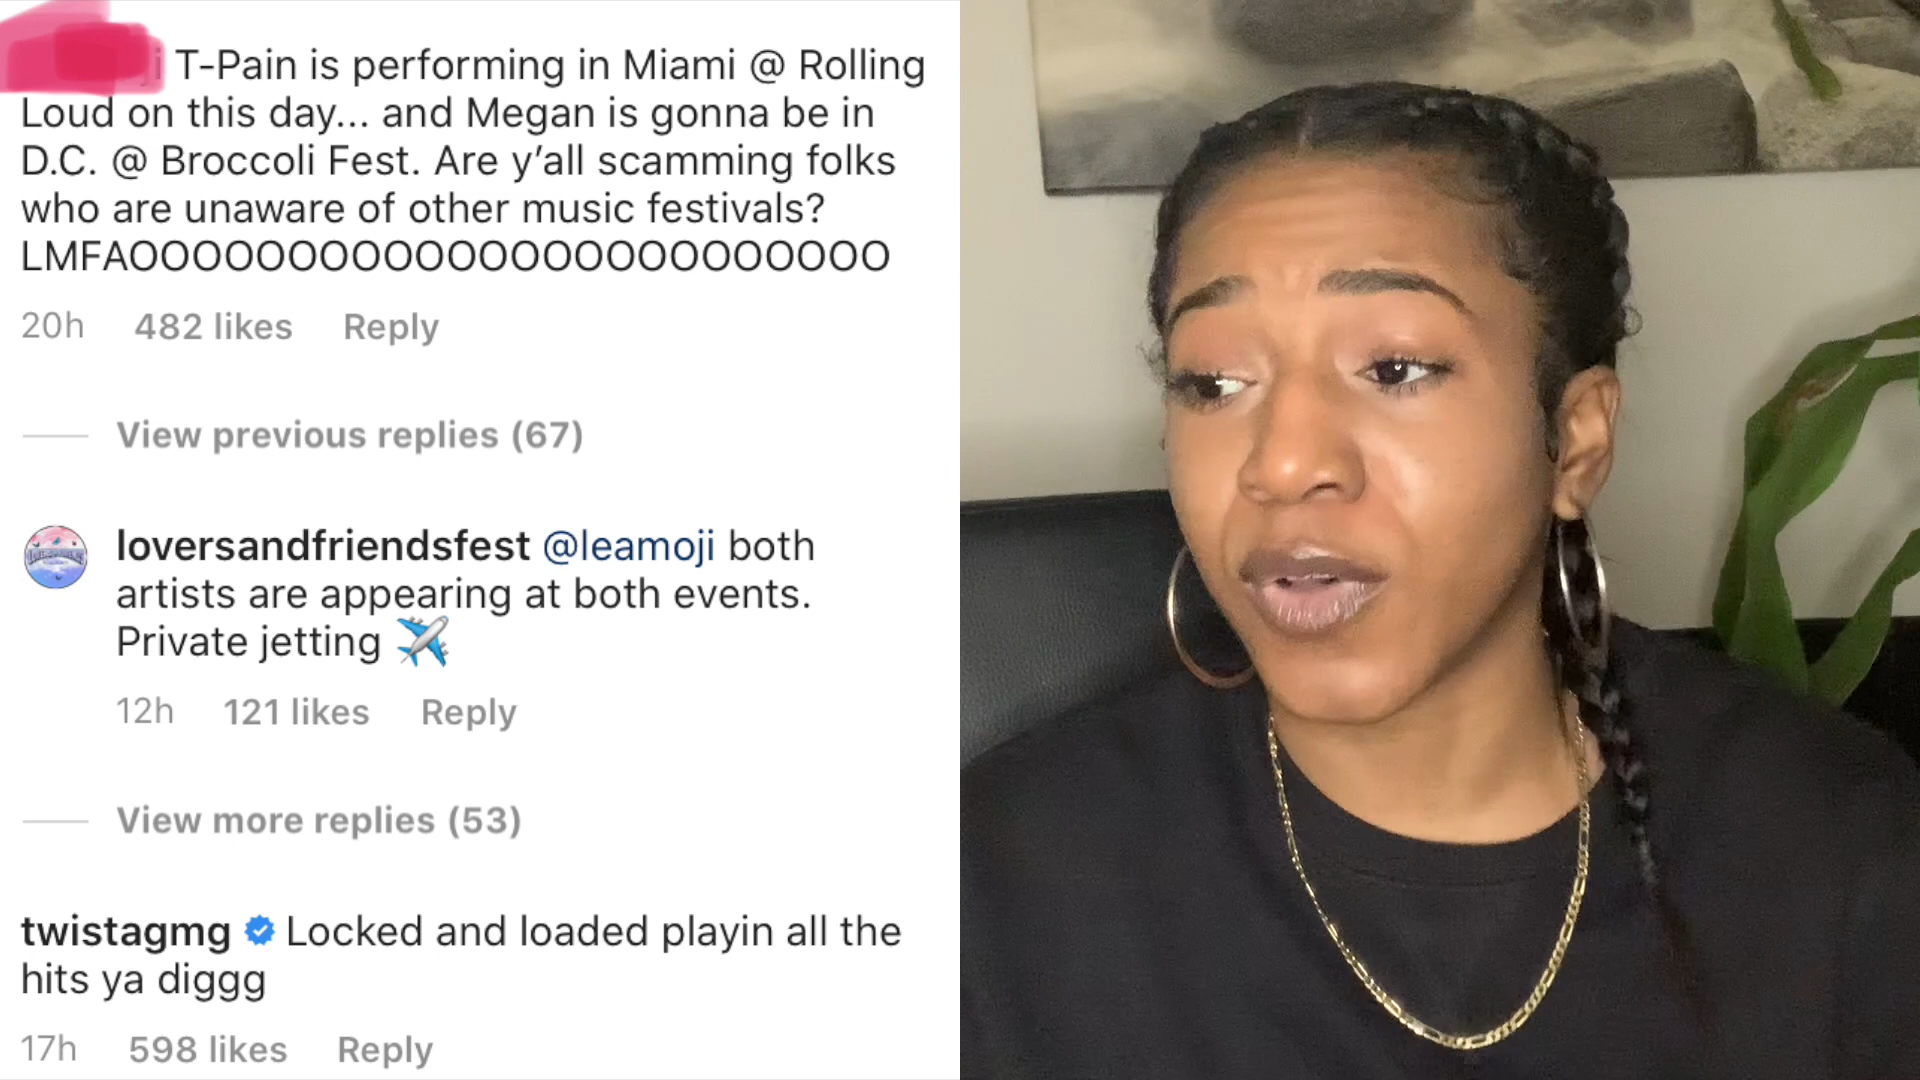 T-Pain is performing in Miami @ Rolling
Loud on this day... and Megan is gonna be in
D.C. @ Broccoli Fest. Are y’all scamming folks
who are unaware of other music festivals?
LMFAOOOOOOOOOOOOOOOOOOOOOOOO
20h 482 likes Reply
View previous replies (67)
loversandfriendsfest @leamoji both
artists are appearing at both events.
Private jetting ✈️
12h 121 likes Reply
View more replies (53)
twistagmg Locked and loaded playin all the
hits ya diggg
17h 598 likes Reply